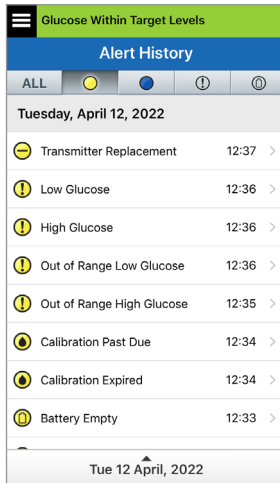 Glucose Within Target Levels
Alert History
ALL
Tuesday, April 12, 2022
Transmitter Replacement 12:37
Low Glucose 12:36
High Glucose 12:36
Out of Range Low Glucose 12:36
Out of Range High Glucose 12:35
Calibration Past Due 12:34
Calibration Expired 12:34
Battery Empty 12:33
Tue 12 April, 2022